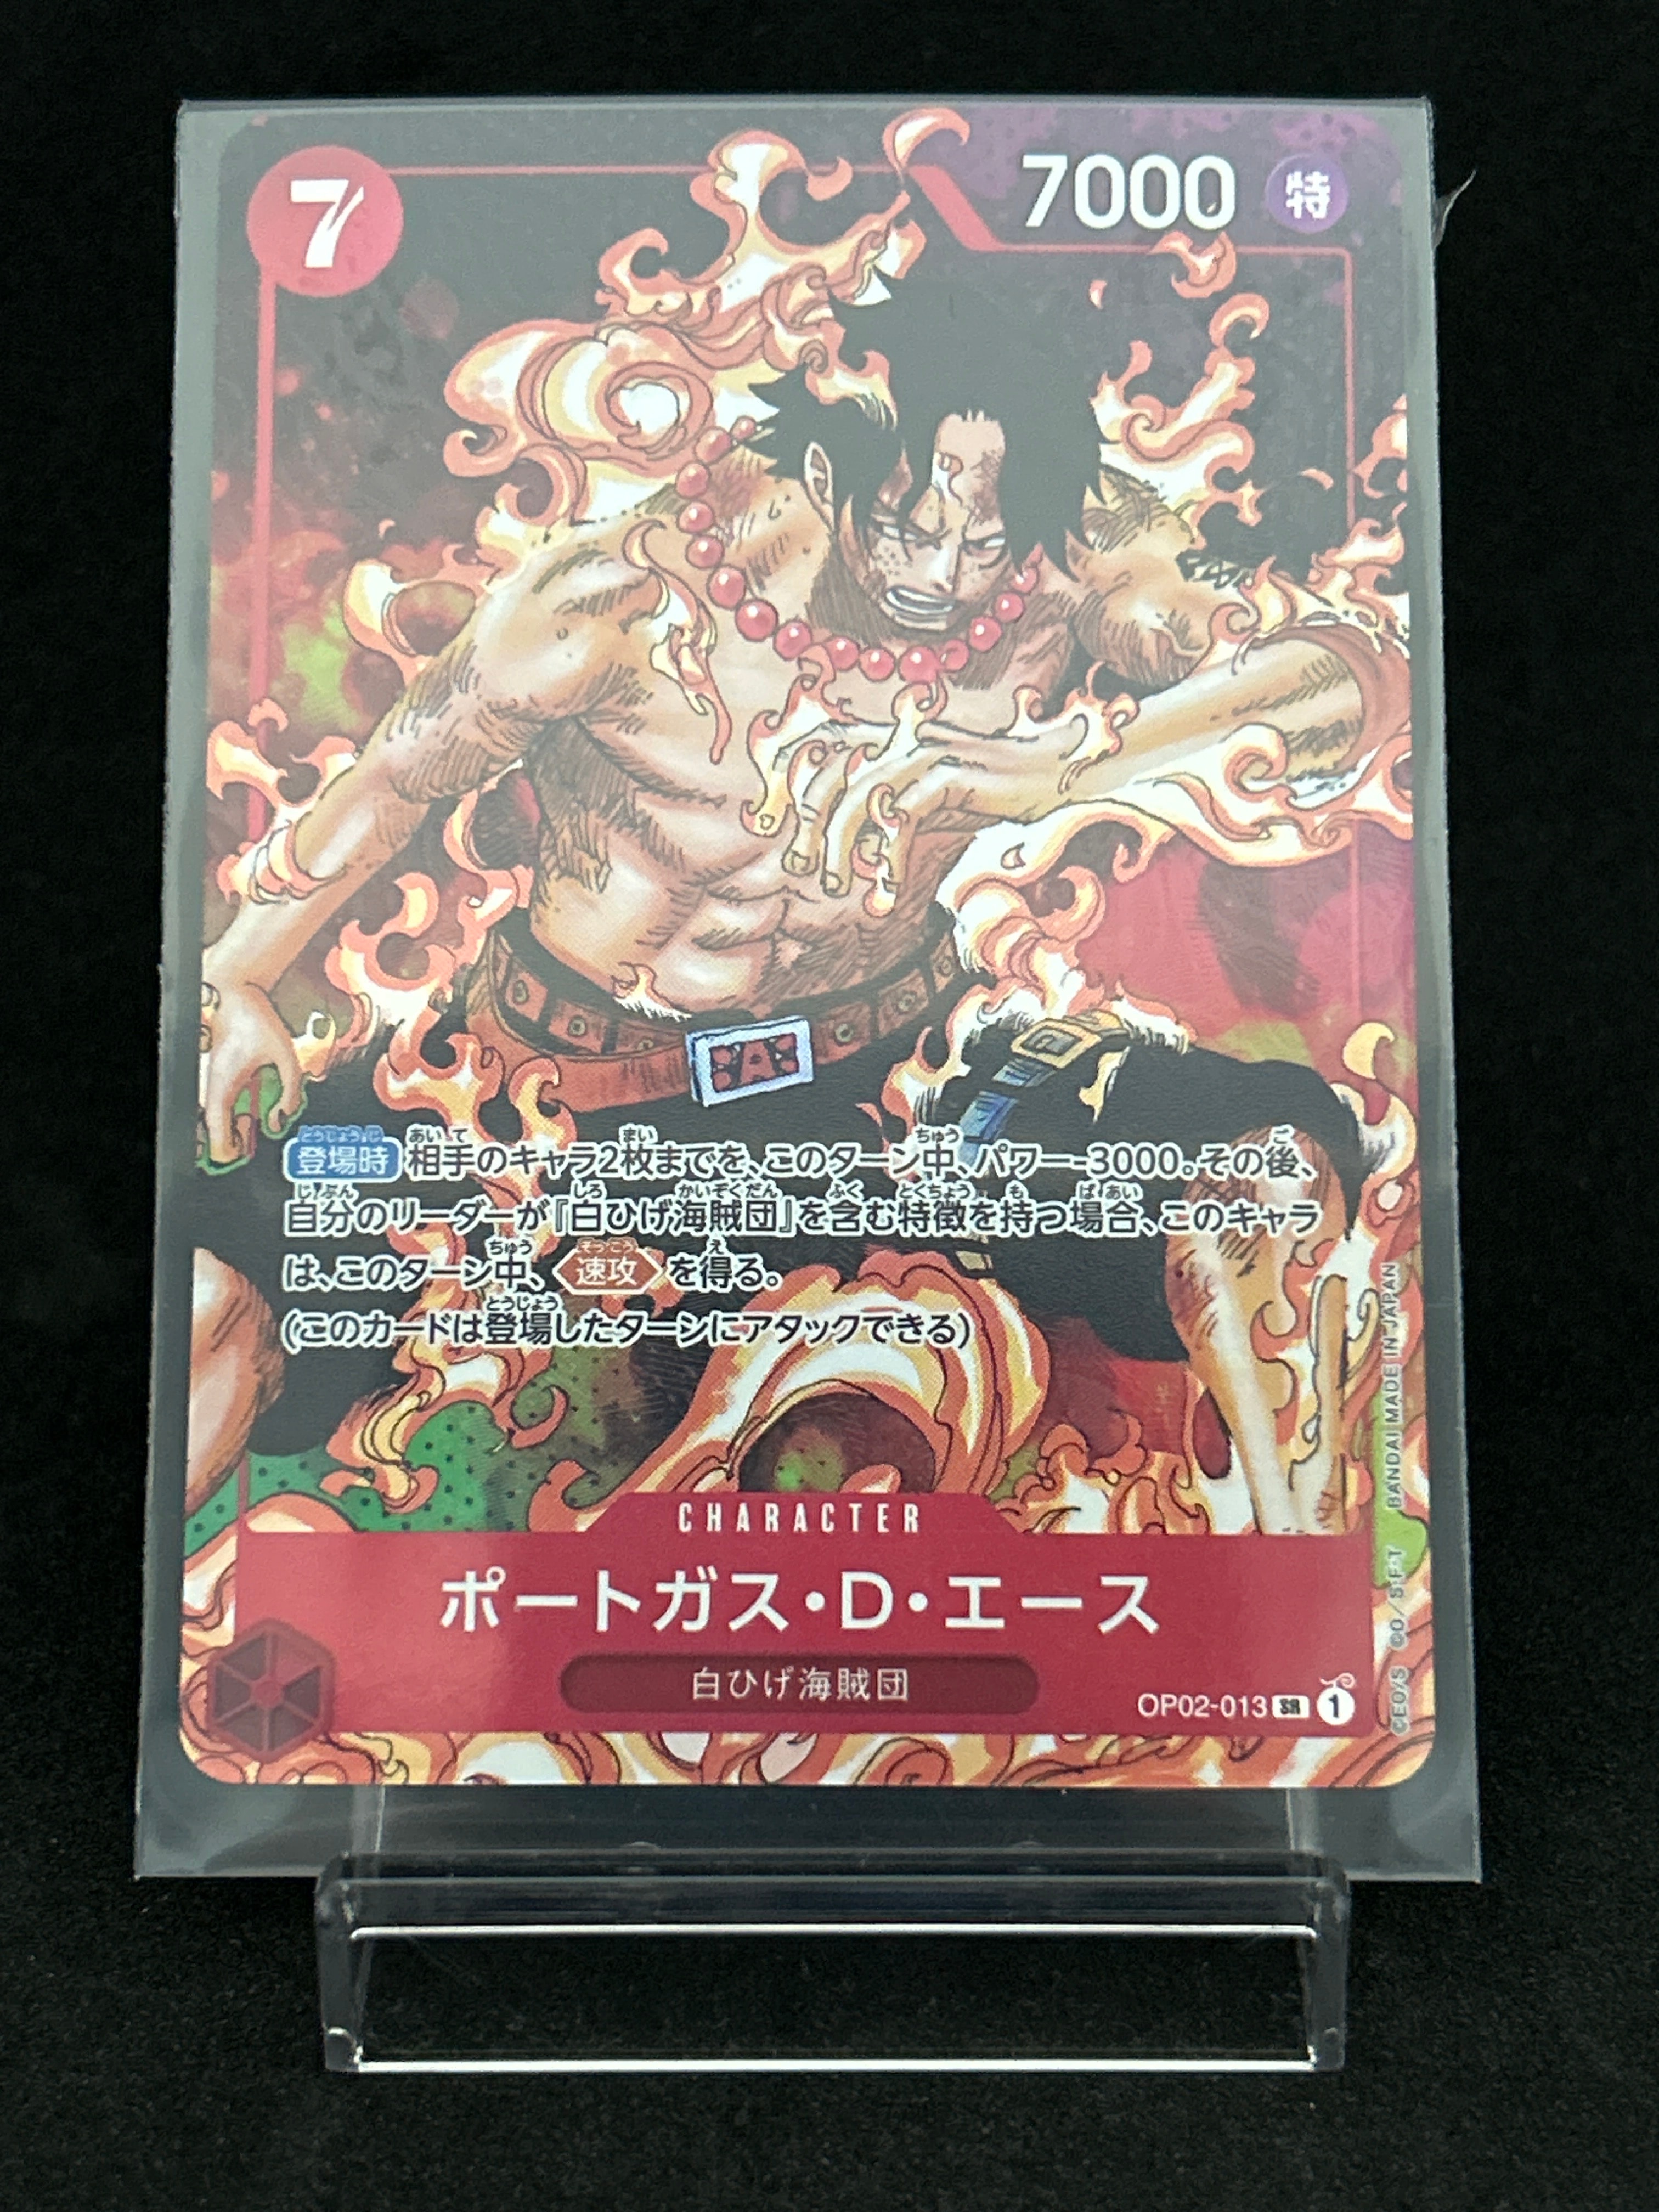 7
7000 特
A
登場時 相手のキャラ2枚までを、このターン中、パワー-3000。その後、
自分のリーダーが『白ひげ海賊団』を含む特徴を持つ場合、このキャラ
は、このターン中、速攻を得る。
(このカードは登場したターンにアタックできる)
CHARACTER
ポートガス・D・エース
白ひげ海賊団
OP02-013 SR 1
©EO/S ©O/S,F,T BANDAI MADE IN JAPAN